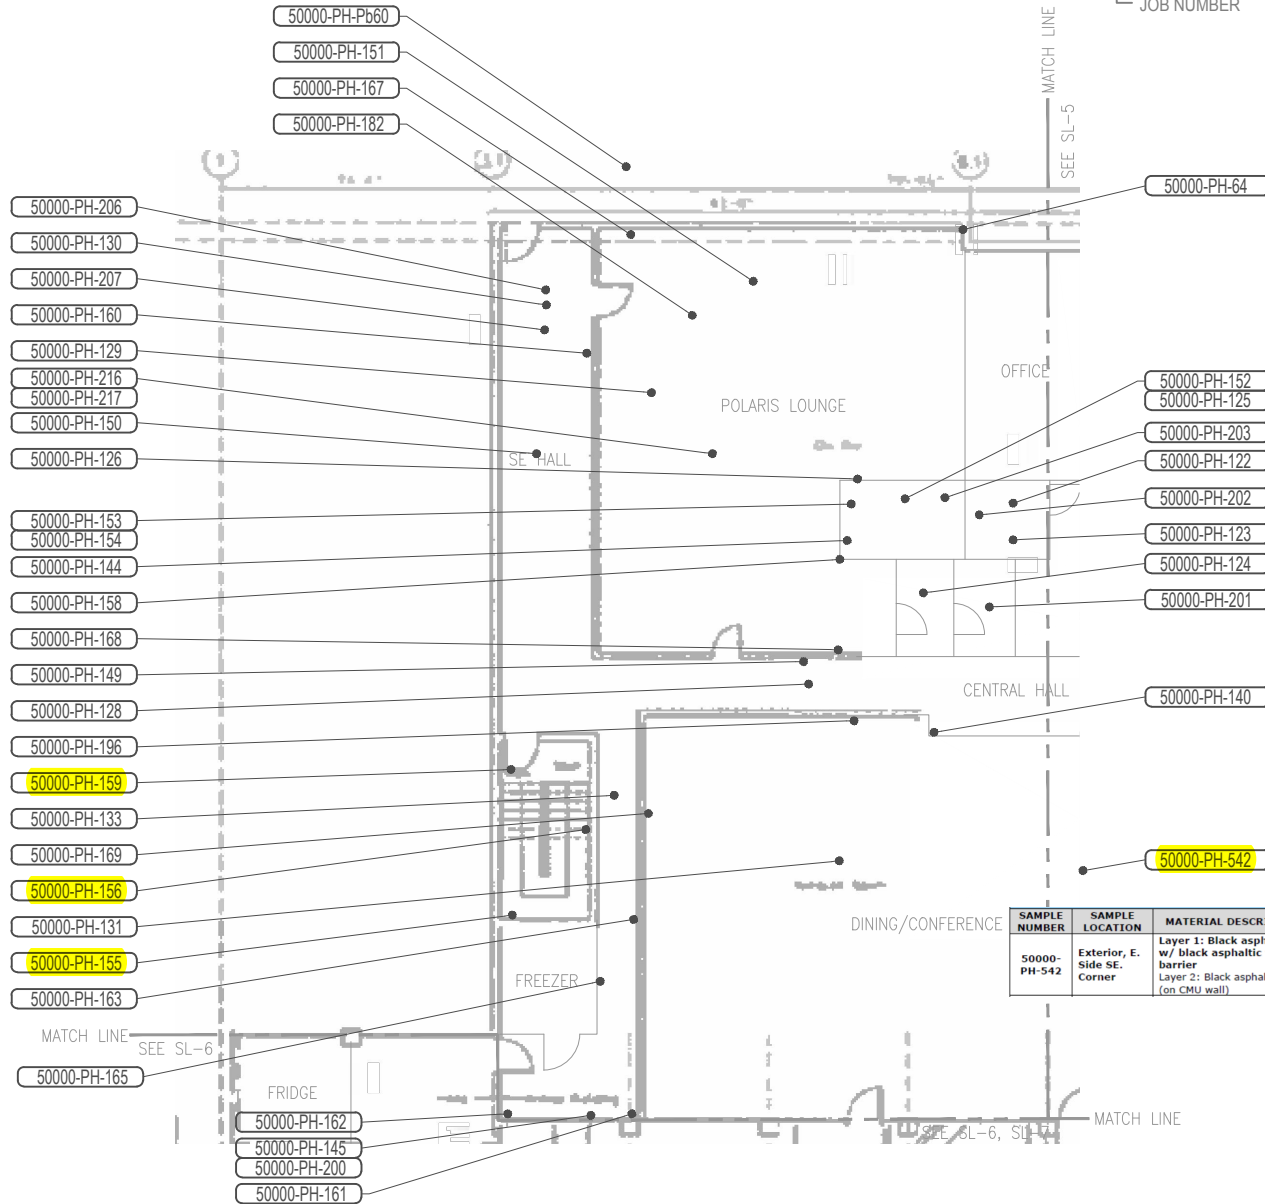 JOB NUMBER
50000-PH-Pb60
50000-PH-151
50000-PH-167
50000-PH-182
MATCH LINE
SEE SL-5
50000-PH-64
50000-PH-206
50000-PH-130
50000-PH-207
50000-PH-160
50000-PH-129
50000-PH-216
50000-PH-217
50000-PH-150
50000-PH-126
50000-PH-153
50000-PH-154
50000-PH-144
50000-PH-158
50000-PH-168
50000-PH-149
50000-PH-128
50000-PH-196
50000-PH-159
50000-PH-133
50000-PH-169
50000-PH-156
50000-PH-131
50000-PH-155
50000-PH-163
OFFICE
POLARIS LOUNGE
SE HALL
50000-PH-152
50000-PH-125
50000-PH-203
50000-PH-122
50000-PH-202
50000-PH-123
50000-PH-124
50000-PH-201
CENTRAL HALL
50000-PH-140
50000-PH-542
DINING/CONFERENCE
SAMPLE NUMBER
SAMPLE LOCATION
MATERIAL DESCRI
50000-
PH-542
Exterior, E.
Side SE.
Corner
Layer 1: Black asph
w/ black asphaltic
barrier
Layer 2: Black asphal
(on CMU wall)
FREEZER
MATCH LINE
SEE SL-6
50000-PH-165
FRIDGE
50000-PH-162
50000-PH-145
50000-PH-200
50000-PH-161
MATCH LINE
SEE SL-6, SL-7